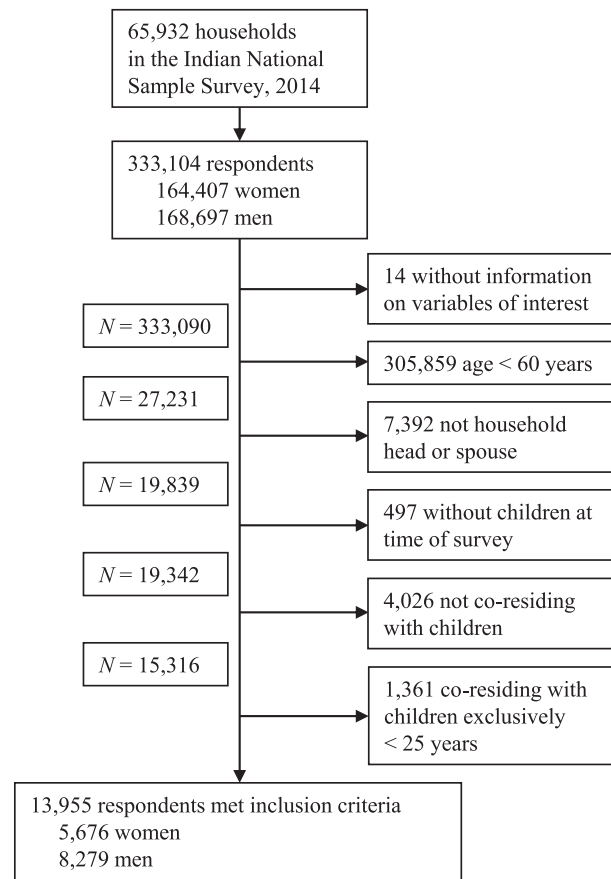 65,932 households
in the Indian National
Sample Survey, 2014
333,104 respondents
164,407 women
168,697 men
14 without information
on variables of interest
N = 333,090
305,859 age < 60 years
N = 27,231
7,392 not household
head or spouse
N = 19,839
497 without children at
time of survey
N = 19,342
4,026 not co-residing
with children
N = 15,316
1,361 co-residing with
children exclusively
< 25 years
13,955 respondents met inclusion criteria
5,676 women
8,279 men